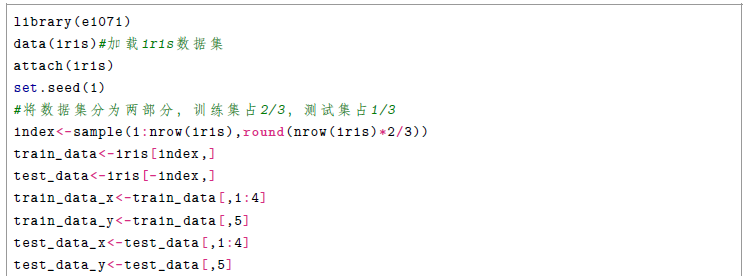 library(e1071)
data(iris)#加载iris数据集
attach(iris)
set.seed(1)
#将数据集分为两部分，训练集占2/3，测试集占1/3
index<-sample(1:nrow(iris),round(nrow(iris)*2/3))
train_data<-iris[index,]
test_data<-iris[-index,]
train_data_x<-train_data[,1:4]
train_data_y<-train_data[,5]
test_data_x<-test_data[,1:4]
test_data_y<-test_data[,5]